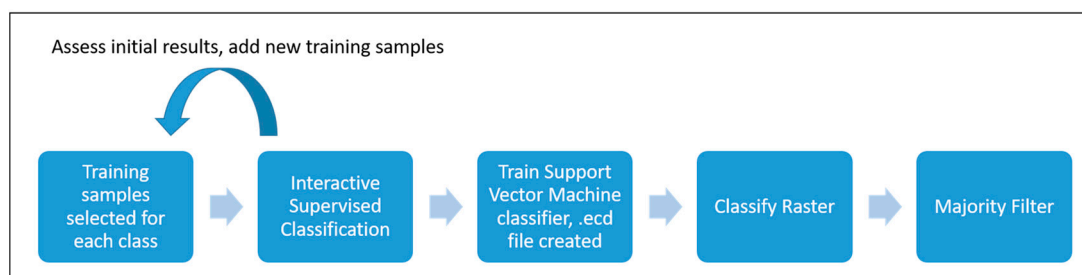 Assess initial results, add new training samples
Training
samples
selected for
each class
Interactive
Supervised
Classification
Train Support
Vector Machine
classifier, .ecd
file created
Classify Raster
Majority Filter